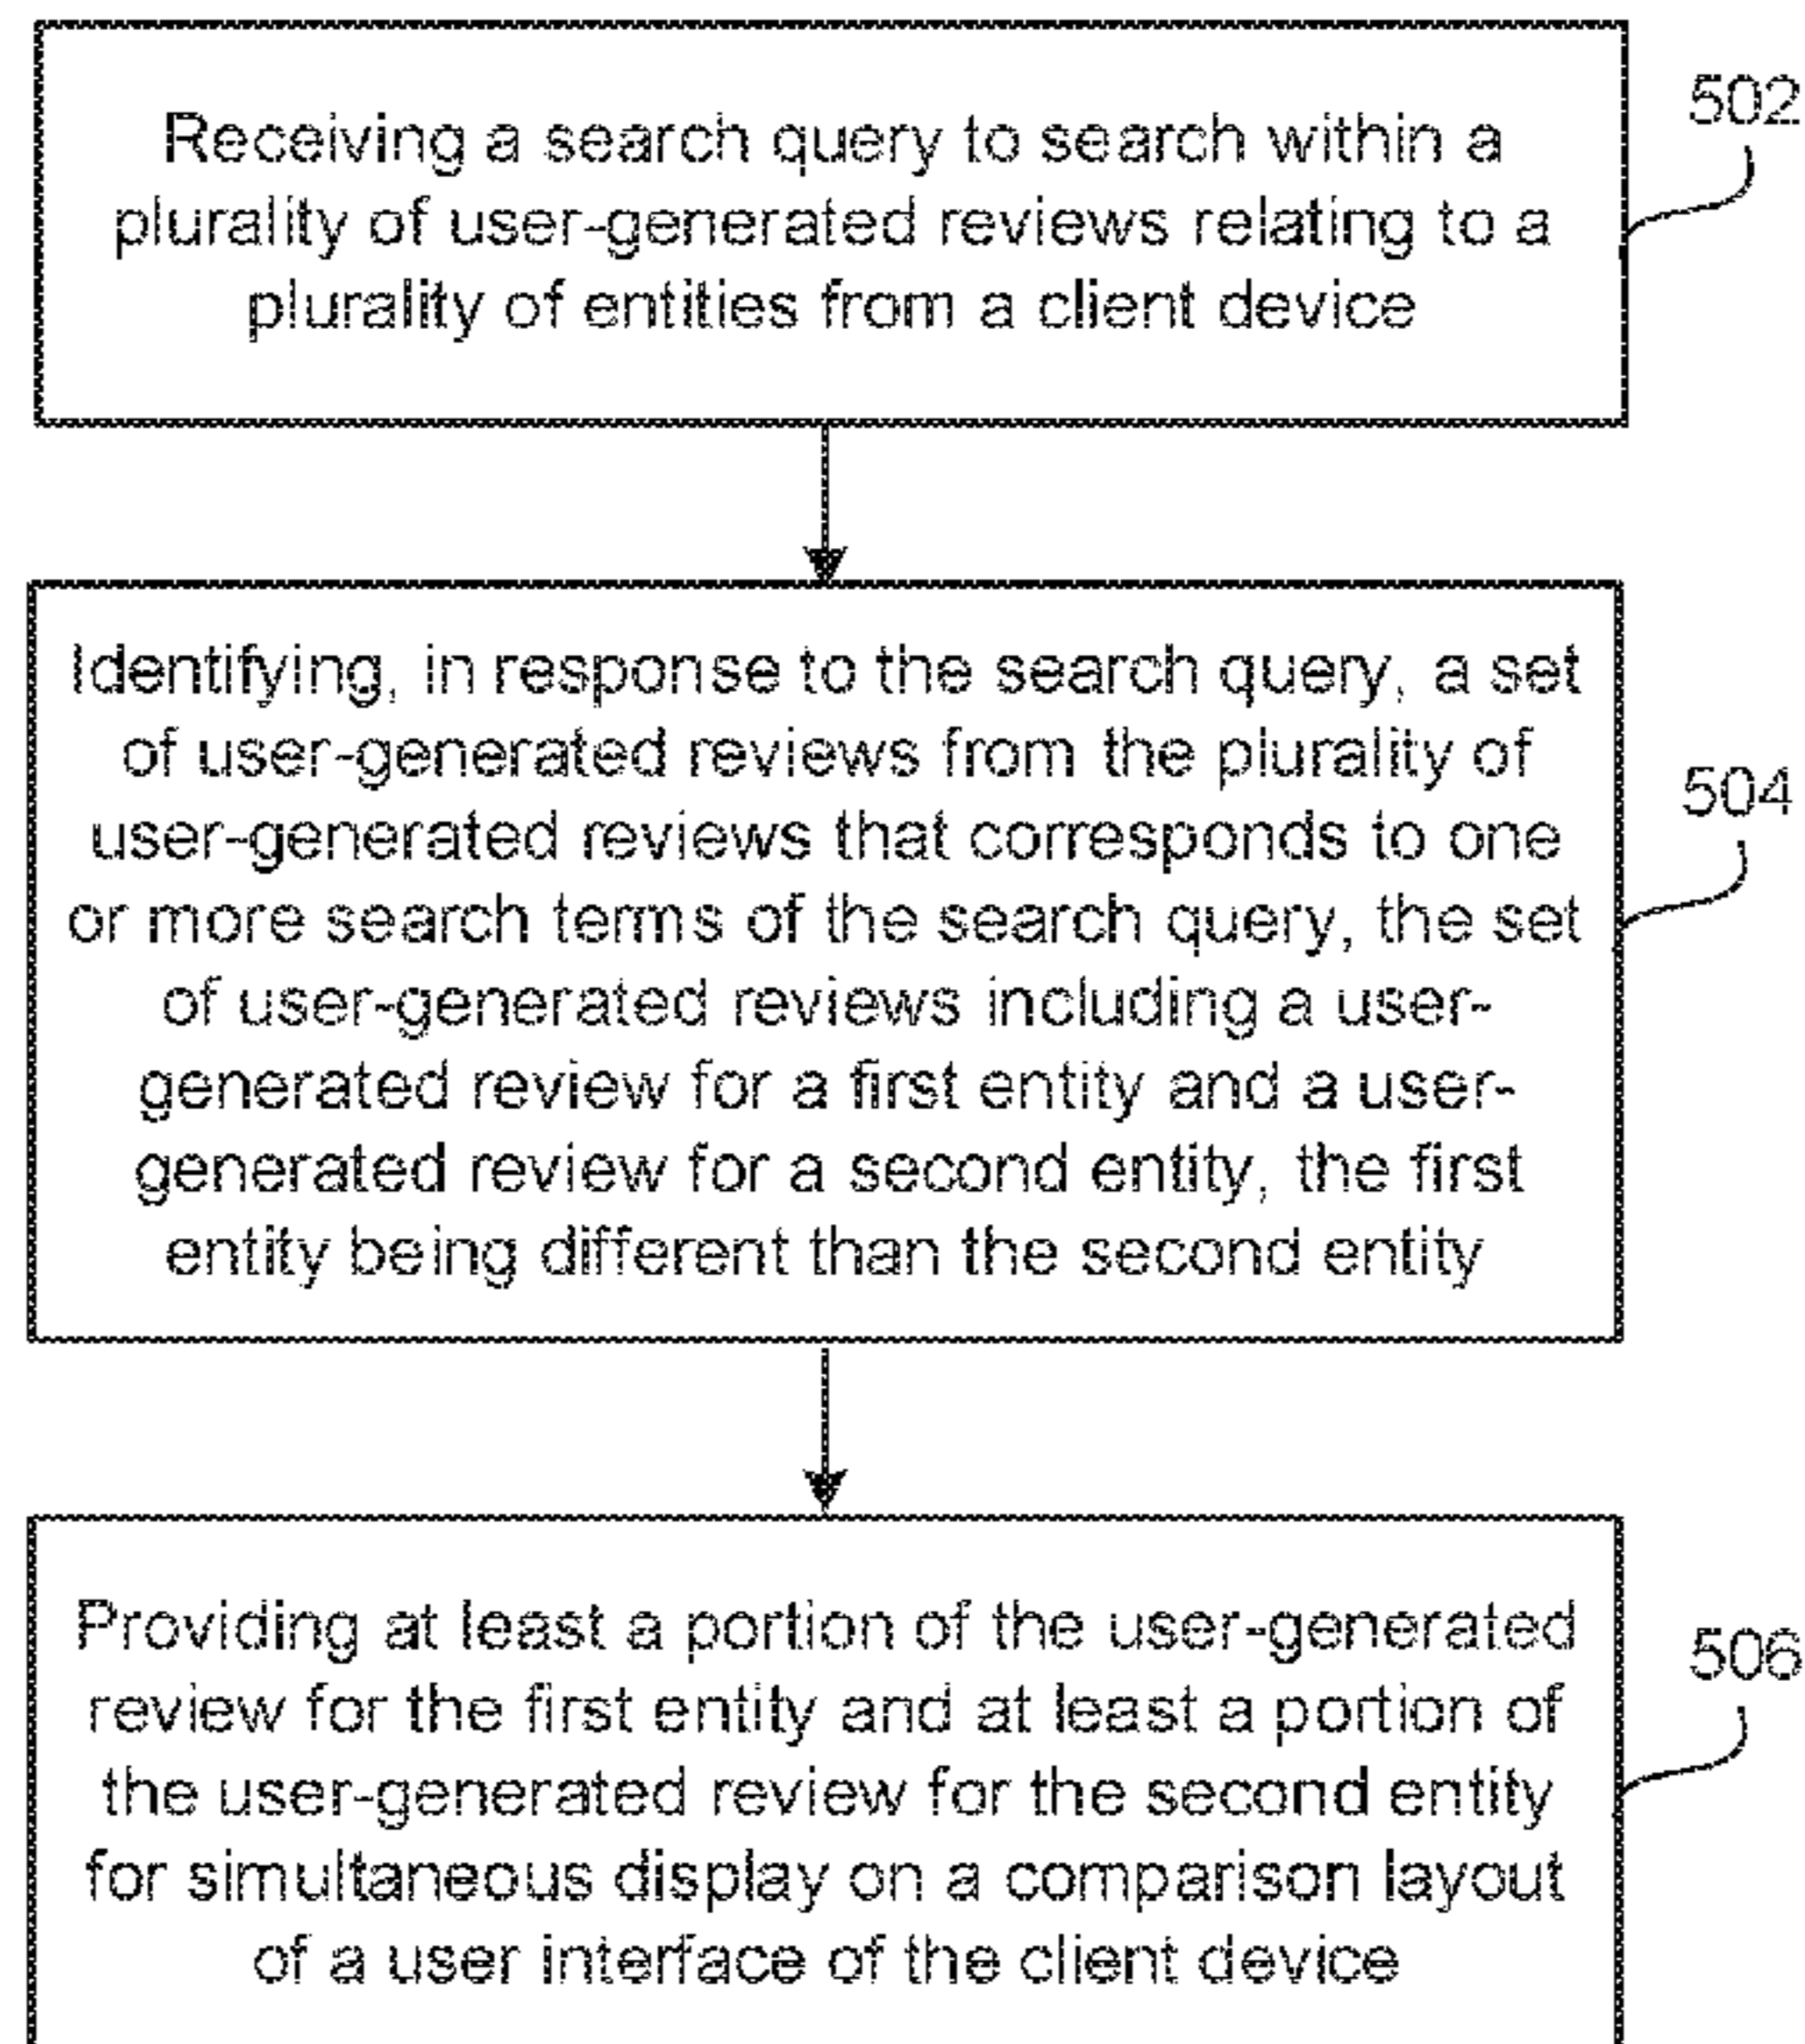 Receiving a search query to search within a
plurality of user-generated reviews relating to a
plurality of entities from a client device
502
Identifying, in response to the search query, a set
of user-generated reviews from the plurality of
user-generated reviews that corresponds to one
or more search terms of the search query, the set
of user-generated reviews including a user-
generated review for a first entity and a user-
generated review for a second entity, the first
entity being different than the second entity
504
Providing at least a portion of the user-generated
review for the first entity and at least a portion of
the user-generated review for the second entity
for simultaneous display on a comparison layout
of a user interface of the client device
506